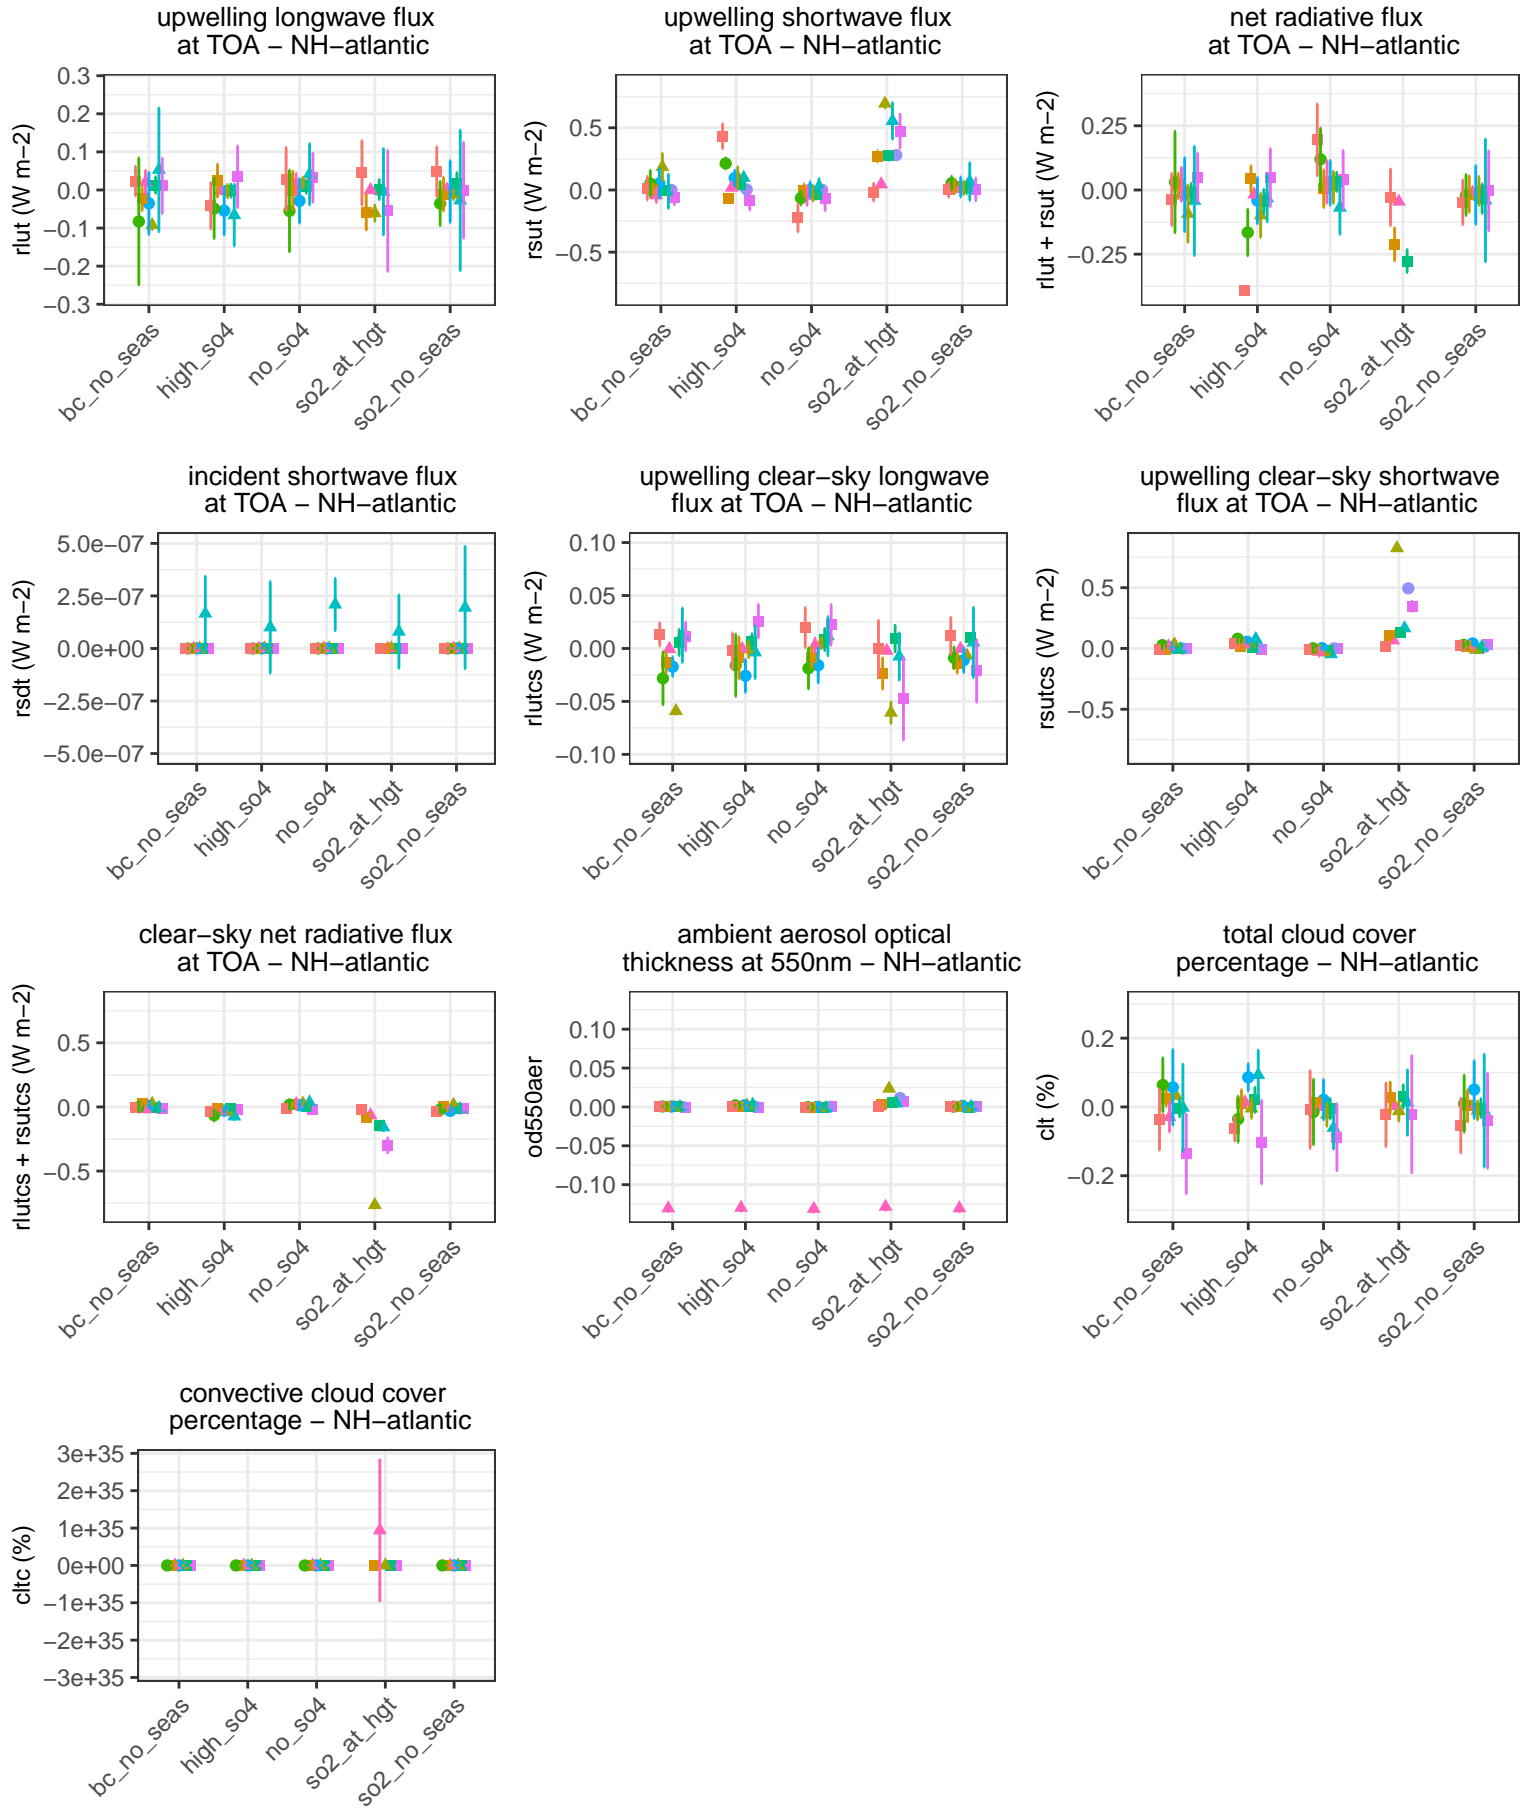 upwelling longwave flux
at TOA − NH−atlantic
rlut (W m−2)
0.3
0.2
0.1
0.0
−0.1
−0.2
−0.3
bc_no_seas
high_so4
no_so4
so2_at_hgt
so2_no_seas
upwelling shortwave flux
at TOA − NH−atlantic
rsut (W m−2)
0.5
0.0
−0.5
bc_no_seas
high_so4
no_so4
so2_at_hgt
so2_no_seas
net radiative flux
at TOA − NH−atlantic
rlut + rsut (W m−2)
0.25
0.00
−0.25
bc_no_seas
high_so4
no_so4
so2_at_hgt
so2_no_seas
incident shortwave flux
at TOA − NH−atlantic
rsdt (W m−2)
5.0e−07
2.5e−07
0.0e+00
−2.5e−07
−5.0e−07
bc_no_seas
high_so4
no_so4
so2_at_hgt
so2_no_seas
upwelling clear−sky longwave
flux at TOA − NH−atlantic
rlutcs (W m−2)
0.10
0.05
0.00
−0.05
−0.10
bc_no_seas
high_so4
no_so4
so2_at_hgt
so2_no_seas
upwelling clear−sky shortwave
flux at TOA − NH−atlantic
rsutcs (W m−2)
0.5
0.0
−0.5
bc_no_seas
high_so4
no_so4
so2_at_hgt
so2_no_seas
clear−sky net radiative flux
at TOA − NH−atlantic
rlutcs + rsutcs (W m−2)
0.5
0.0
−0.5
bc_no_seas
high_so4
no_so4
so2_at_hgt
so2_no_seas
ambient aerosol optical
thickness at 550nm − NH−atlantic
od550aer
0.10
0.05
0.00
−0.05
−0.10
bc_no_seas
high_so4
no_so4
so2_at_hgt
so2_no_seas
total cloud cover
percentage − NH−atlantic
clt (%)
0.2
0.0
−0.2
bc_no_seas
high_so4
no_so4
so2_at_hgt
so2_no_seas
convective cloud cover
percentage − NH−atlantic
cltc (%)
3e+35
2e+35
1e+35
0e+00
−1e+35
−2e+35
−3e+35
bc_no_seas
high_so4
no_so4
so2_at_hgt
so2_no_seas